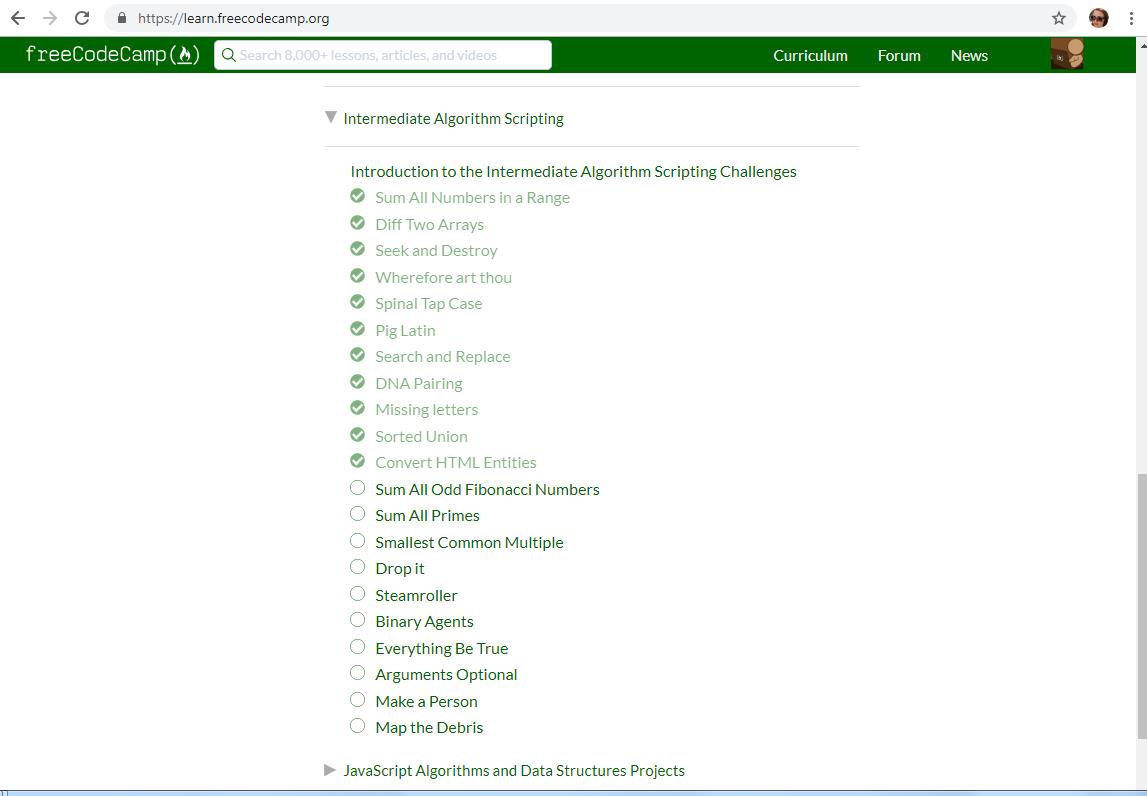 https://learn.freecodecamp.org
freeCodeCamp
Search 8,000+ lessons, articles, and videos
Curriculum Forum News
Intermediate Algorithm Scripting
Introduction to the Intermediate Algorithm Scripting Challenges
Sum All Numbers in a Range
Diff Two Arrays
Seek and Destroy
Wherefore art thou
Spinal Tap Case
Pig Latin
Search and Replace
DNA Pairing
Missing letters
Sorted Union
Convert HTML Entities
Sum All Odd Fibonacci Numbers
Sum All Primes
Smallest Common Multiple
Drop it
Steamroller
Binary Agents
Everything Be True
Arguments Optional
Make a Person
Map the Debris
JavaScript Algorithms and Data Structures Projects